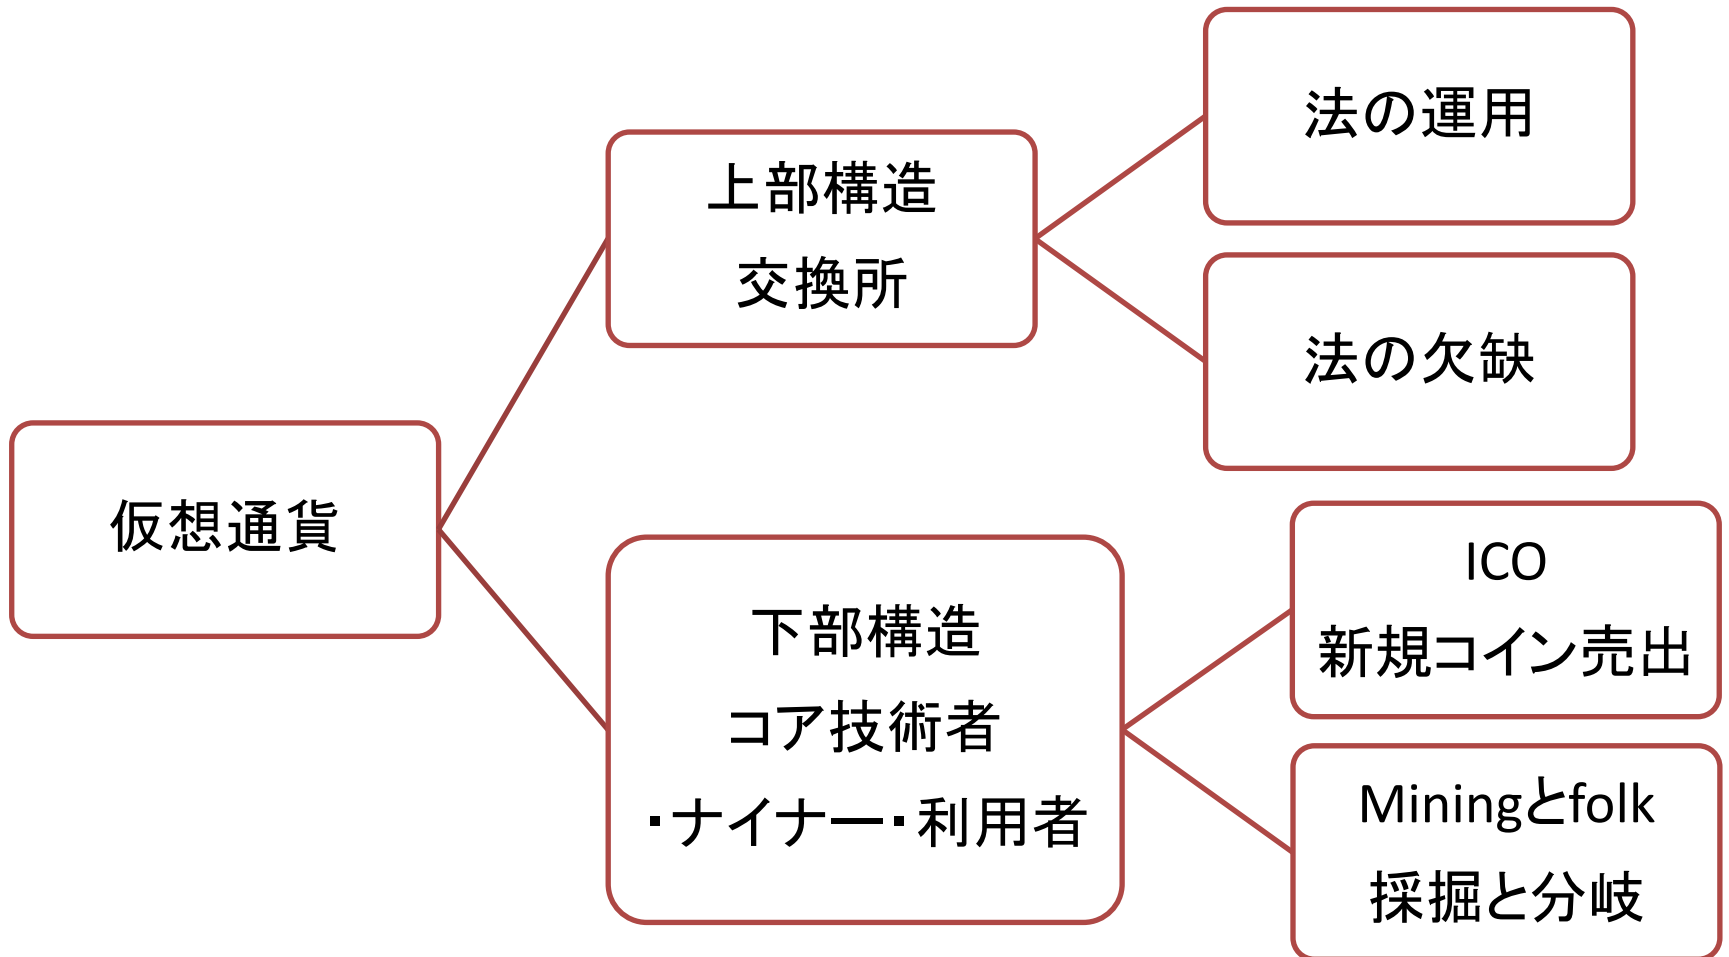 仮想通貨
上部構造
交換所
法の運用
法の欠缺
下部構造
コア技術者
・ナイナー・利用者
ICO
新規コイン売出
Miningとfolk
採掘と分岐